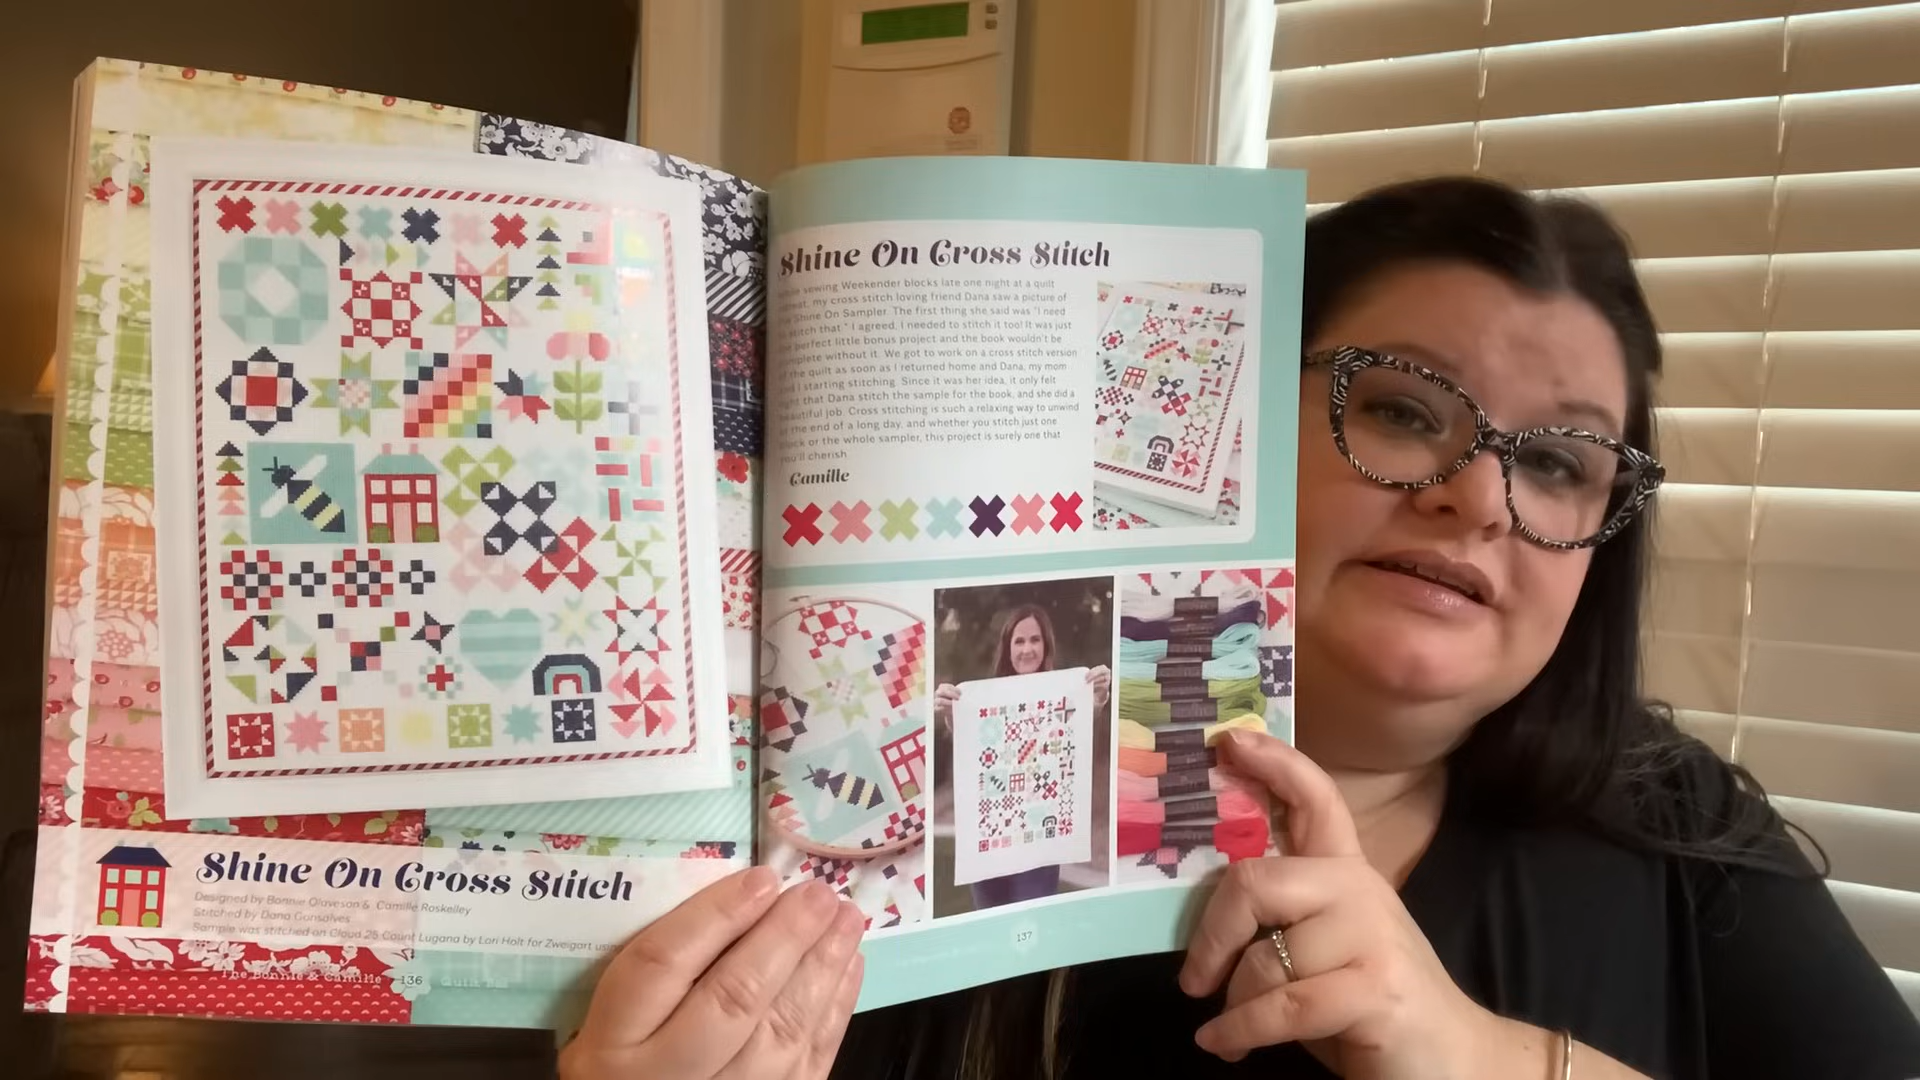 Shine On Cross Stitch
Designed by Bonnie Olaveson & Camille Roskelley
Stitched by Dana Gonsalves
Sample was stitched on Cloud 25 Count Lugana by Lori Holt for Zweigart using
The Bonnie & Camille 136 Quilt Bee
Shine On Cross Stitch
sewing Weekender blocks late one night at a quilt
my cross stitch loving friend Dana saw a picture of
Shine On Sampler. The first thing she said was "I need
stitch that." I agreed, I needed to stitch it too! It was just
perfect little bonus project and the book wouldn't be
complete without it. We got to work on a cross stitch version
of the quilt as soon as I returned home and Dana, my mom
and I starting stitching. Since it was her idea, it only felt
right that Dana stitch the sample for the book, and she did a
beautiful job. Cross stitching is such a relaxing way to unwind
at the end of a long day, and whether you stitch just one
block or the whole sampler, this project is surely one that
you'll cherish.
Camille
137